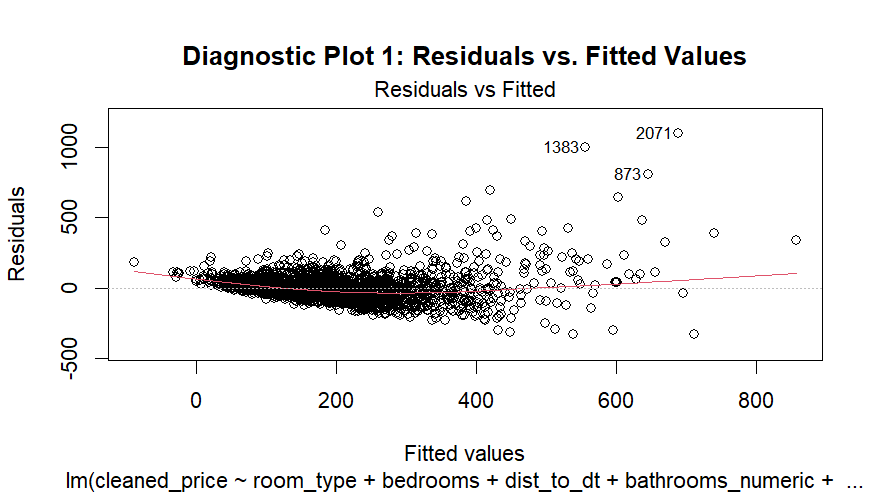 Diagnostic Plot 1: Residuals vs. Fitted Values
Residuals vs Fitted
Residuals
1000
500
0
-500
1383
2071
873
0 200 400 600 800
Fitted values
lm(cleaned_price ~ room_type + bedrooms + dist_to_dt + bathrooms_numeric + ...